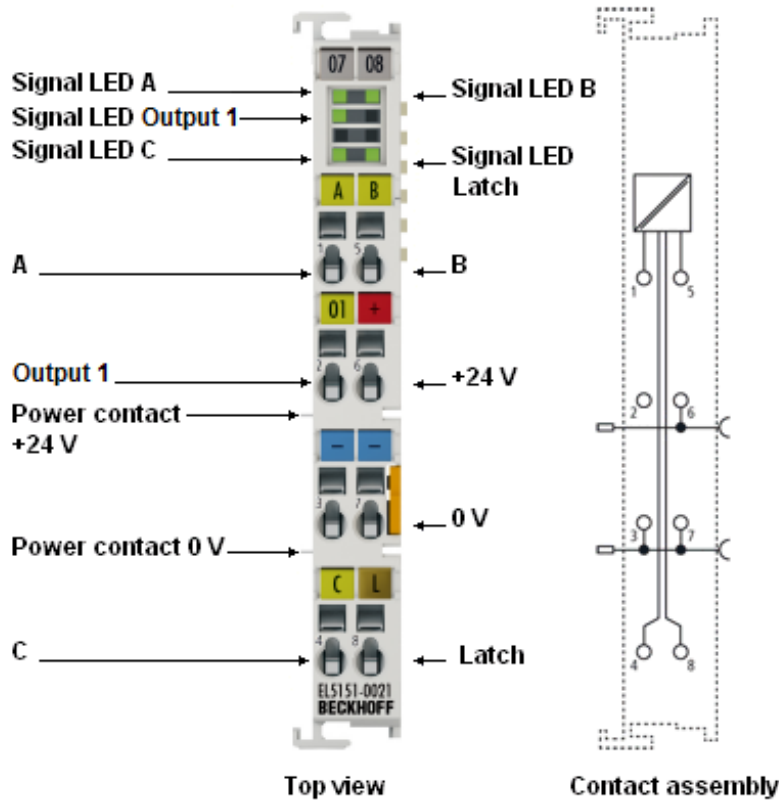 07 08
Signal LED A
Signal LED B
Signal LED Output 1
Signal LED C
Signal LED
Latch
A B
1 5
A
B
1 5
01 +
2 6
Output 1
+24 V
2 6
Power contact
+24 V
- -
3 7
0 V
3 7
Power contact 0 V
C L
4 8
C
Latch
4 8
EL5151-0021
BECKHOFF
Top view
Contact assembly